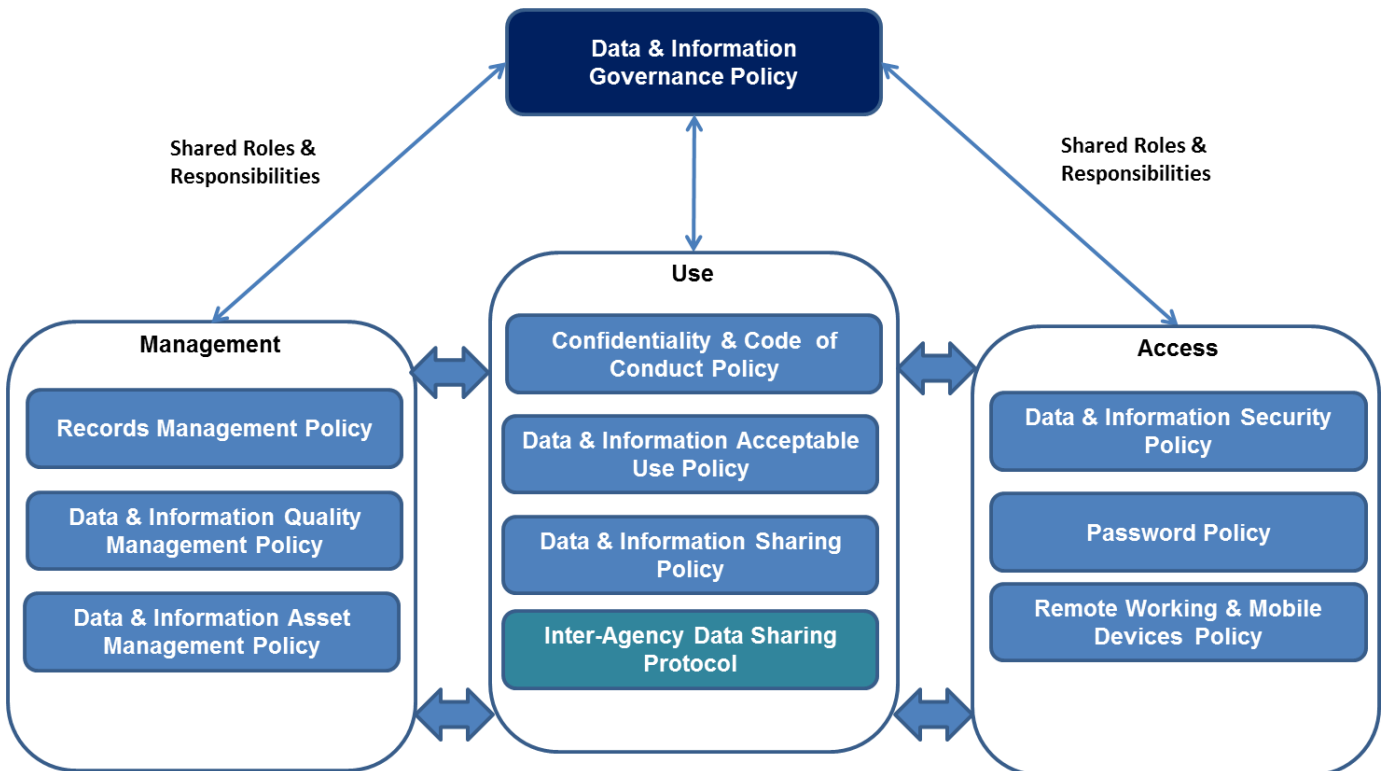 Data & Information
Governance Policy
Shared Roles &
Responsibilities
Shared Roles &
Responsibilities
Management
Records Management Policy
Data & Information Quality
Management Policy
Data & Information Asset
Management Policy
Use
Confidentiality & Code of
Conduct Policy
Data & Information Acceptable
Use Policy
Data & Information Sharing
Policy
Inter-Agency Data Sharing
Protocol
Access
Data & Information Security
Policy
Password Policy
Remote Working & Mobile
Devices Policy